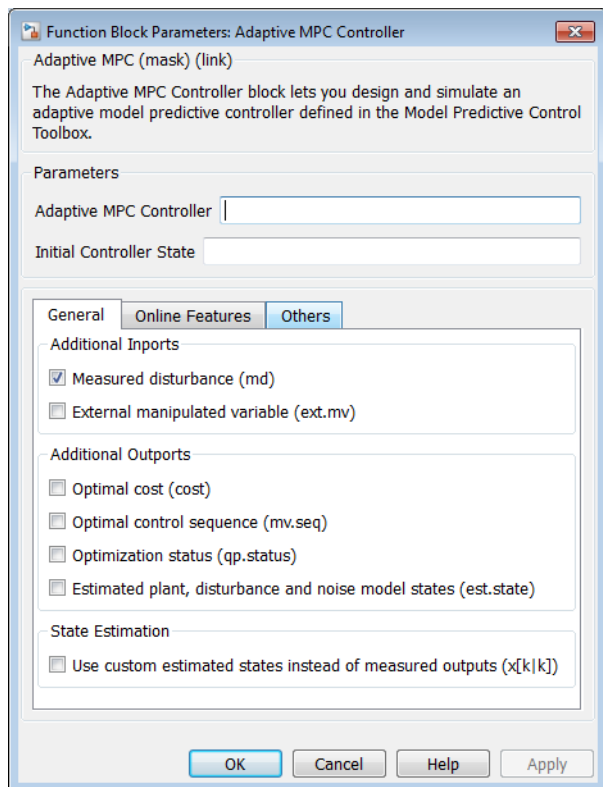 Function Block Parameters: Adaptive MPC Controller
Adaptive MPC (mask) (link)
The Adaptive MPC Controller block lets you design and simulate an
adaptive model predictive controller defined in the Model Predictive Control
Toolbox.
Parameters
Adaptive MPC Controller
Initial Controller State
General Online Features Others
Additional Inports
Measured disturbance (md)
External manipulated variable (ext.mv)
Additional Outports
Optimal cost (cost)
Optimal control sequence (mv.seq)
Optimization status (qp.status)
Estimated plant, disturbance and noise model states (est.state)
State Estimation
Use custom estimated states instead of measured outputs (x[k|k])
OK Cancel Help Apply